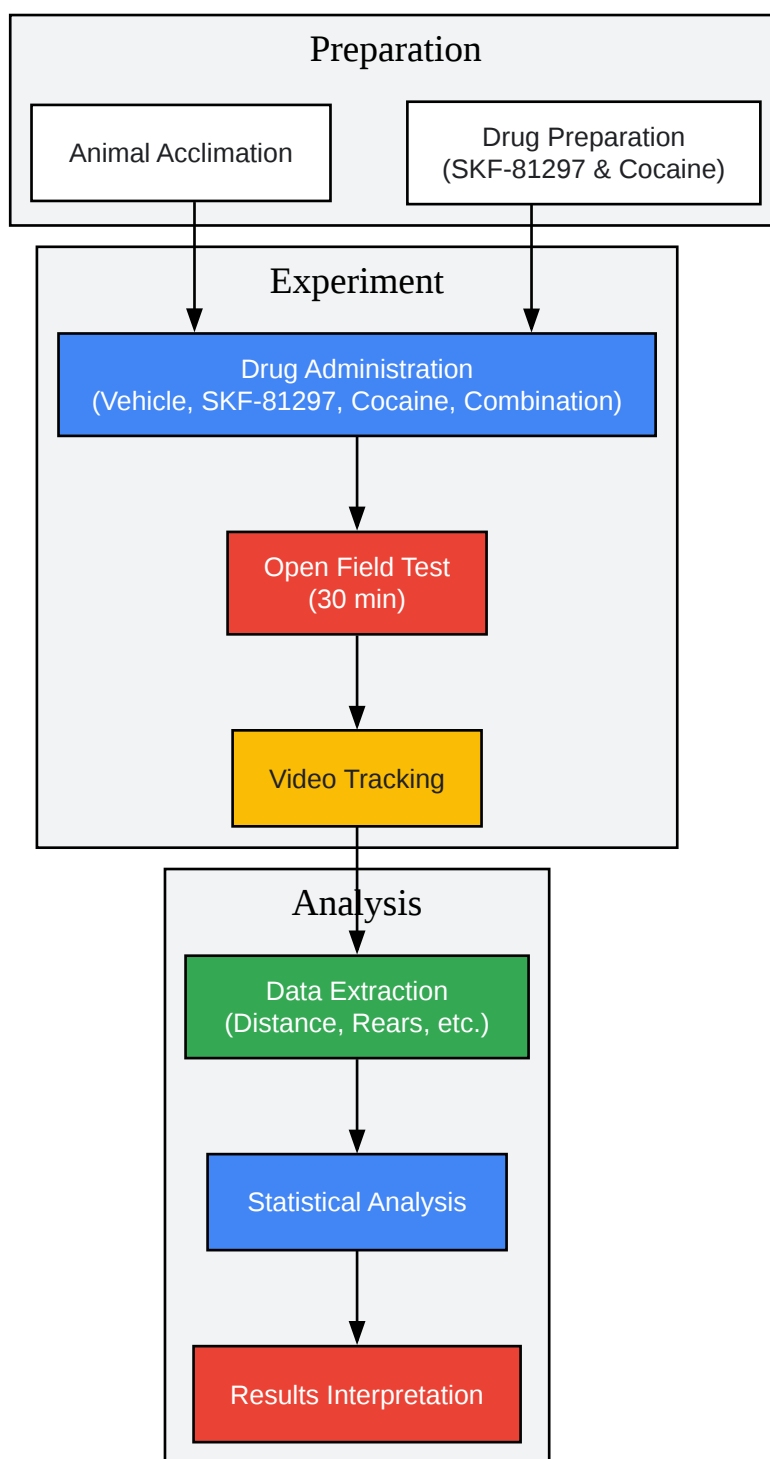 Preparation
Animal Acclimation
Drug Preparation
(SKF-81297 & Cocaine)
Experiment
Drug Administration
(Vehicle, SKF-81297, Cocaine, Combination)
Open Field Test
(30 min)
Video Tracking
Analysis
Data Extraction
(Distance, Rears, etc.)
Statistical Analysis
Results Interpretation